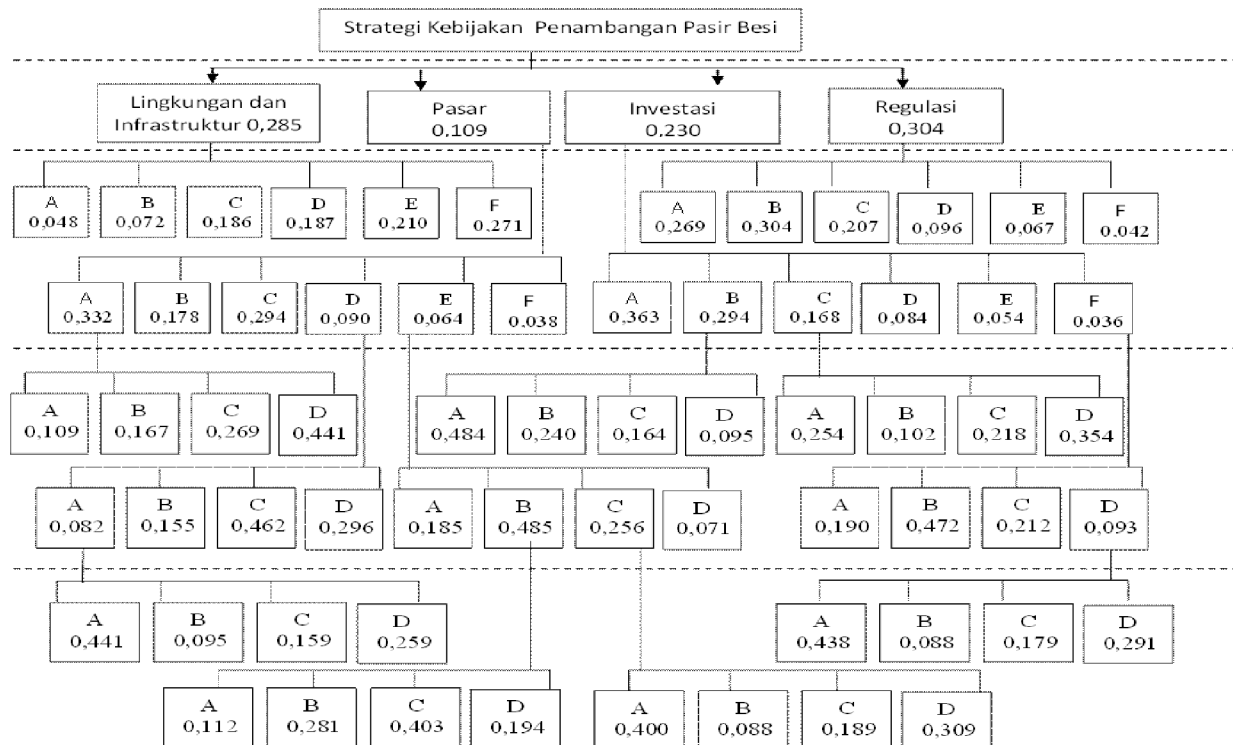 Strategi Kebijakan Penambangan Pasir Besi
Lingkungan dan
Infrastruktur 0,285
Pasar
0,109
Investasi
0,230
Regulasi
0,304
A
0,048
B
0,072
C
0,186
D
0,187
E
0,210
F
0,271
A
0,269
B
0,304
C
0,207
D
0,096
E
0,067
F
0,042
A
0,332
B
0,178
C
0,294
D
0,090
E
0,064
F
0,038
A
0,363
B
0,294
C
0,168
D
0,084
E
0,054
F
0,036
A
0,109
B
0,167
C
0,269
D
0,441
A
0,484
B
0,240
C
0,164
D
0,095
A
0,254
B
0,102
C
0,218
D
0,354
A
0,082
B
0,155
C
0,462
D
0,296
A
0,185
B
0,485
C
0,256
D
0,071
A
0,190
B
0,472
C
0,212
D
0,093
A
0,441
B
0,095
C
0,159
D
0,259
A
0,438
B
0,088
C
0,179
D
0,291
A
0,112
B
0,281
C
0,403
D
0,194
A
0,400
B
0,088
C
0,189
D
0,309